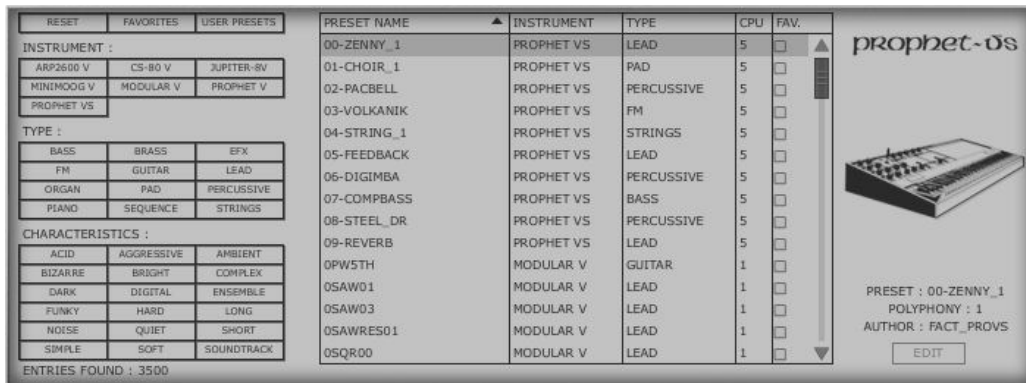 RESET FAVORITES USER PRESETS
INSTRUMENT :
ARP2600 V CS-80 V JUPITER-8V
MINIMOOG V MODULAR V PROPHET V
PROPHET VS
TYPE :
BASS BRASS EFX
FM GUITAR LEAD
ORGAN PAD PERCUSSIVE
PIANO SEQUENCE STRINGS
CHARACTERISTICS :
ACID AGGRESSIVE AMBIENT
BIZARRE BRIGHT COMPLEX
DARK DIGITAL ENSEMBLE
FUNKY HARD LONG
NOISE QUIET SHORT
SIMPLE SOFT SOUNDTRACK
ENTRIES FOUND : 3500
PRESET NAME INSTRUMENT TYPE CPU FAV.
00-ZENNY_1 PROPHET VS LEAD 5
01-CHOIR_1 PROPHET VS PAD 5
02-PACBELL PROPHET VS PERCUSSIVE 5
03-VOLKANIK PROPHET VS FM 5
04-STRING_1 PROPHET VS STRINGS 5
05-FEEDBACK PROPHET VS LEAD 5
06-DIGIMBA PROPHET VS PERCUSSIVE 5
07-COMPBASS PROPHET VS BASS 5
08-STEEL_DR PROPHET VS PERCUSSIVE 5
09-REVERB PROPHET VS LEAD 5
0PW5TH MODULAR V GUITAR 1
0SAW01 MODULAR V LEAD 1
0SAW03 MODULAR V LEAD 1
0SAWRES01 MODULAR V LEAD 1
0SQR00 MODULAR V LEAD 1
prophet-vs
PRESET : 00-ZENNY_1
POLYPHONY : 1
AUTHOR : FACT_PROVS
EDIT